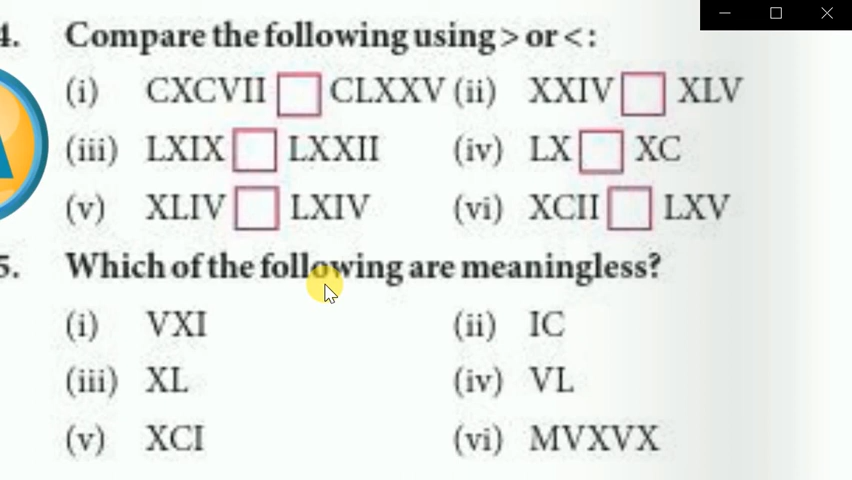 4. Compare the following using > or < :
(i) CXCVII □ CLXXV (ii) XXIV □ XLV
(iii) LXIX □ LXXII (iv) LX □ XC
(v) XLIV □ LXIV (vi) XCII □ LXV
5. Which of the following are meaningless?
(i) VXI (ii) IC
(iii) XL (iv) VL
(v) XCI (vi) MVXVX